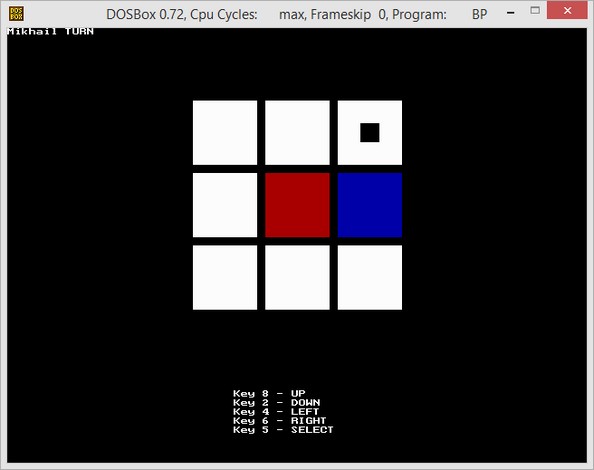 DOSBox 0.72, Cpu Cycles: max, Frameskip 0, Program: BP
Mikhail TURN
Key 8 - UP
Key 2 - DOWN
Key 4 - LEFT
Key 6 - RIGHT
Key 5 - SELECT